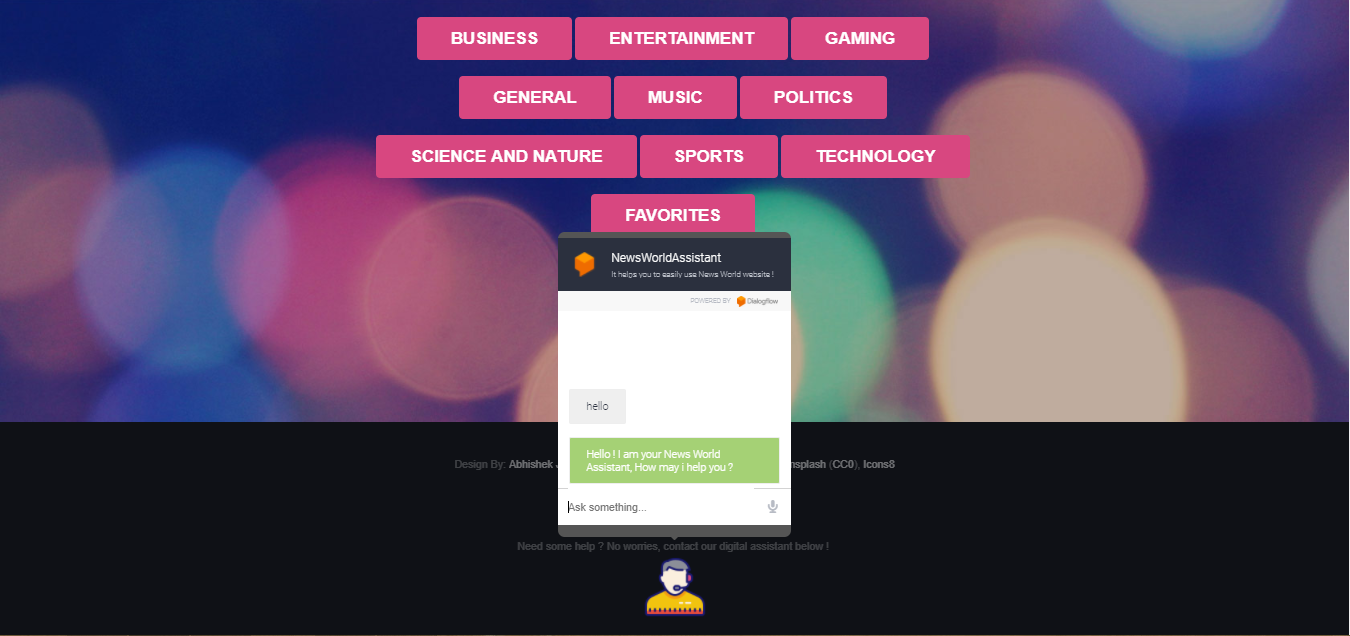 BUSINESS ENTERTAINMENT GAMING
GENERAL MUSIC POLITICS
SCIENCE AND NATURE SPORTS TECHNOLOGY
FAVORITES
NewsWorldAssistant
It helps you to easily use News World website !
POWERED BY Dialogflow
hello
Hello ! I am your News World
Assistant, How may i help you ?
Ask something...
Design By: Abhishek
nsplash (CC0), Icons8
Need some help ? No worries, contact our digital assistant below !